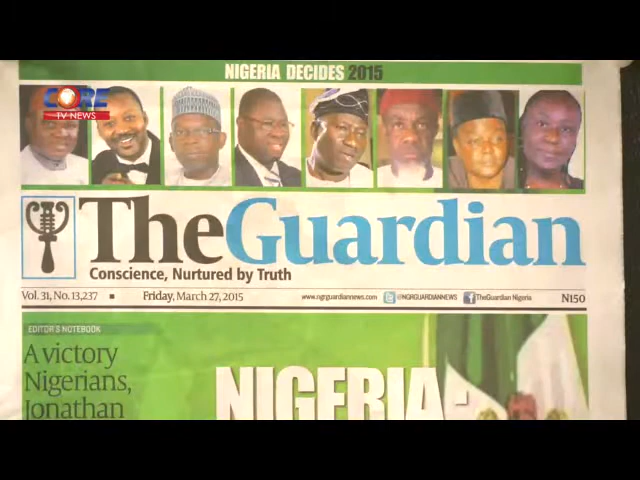 CORE
TV NEWS
NIGERIA DECIDES 2015
TheGuardian
Conscience, Nurtured by Truth
Vol. 31, No. 13,237 ■ Friday, March 27, 2015 www.ngrguardiannews.com @NGRGUARDIANNEWS TheGuardian Nigeria N150
EDITOR'S NOTEBOOK
A victory
Nigerians,
Jonathan
NIGERIA: